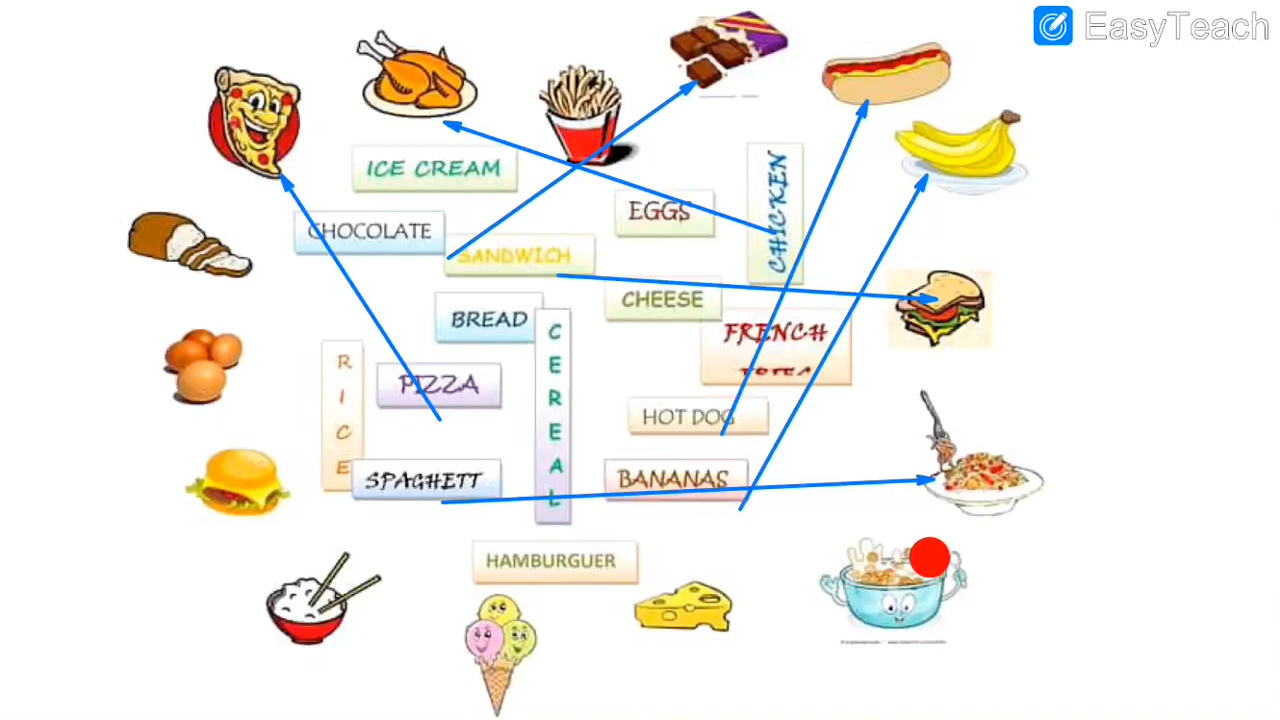 EasyTeach
ICE CREAM
CHICKEN
EGGS
CHOCOLATE
SANDWICH
CHEESE
BREAD
CEREAL
FRENCH
RICE
PIZZA
HOT DOG
SPAGHETT
BANANAS
HAMBURGUER